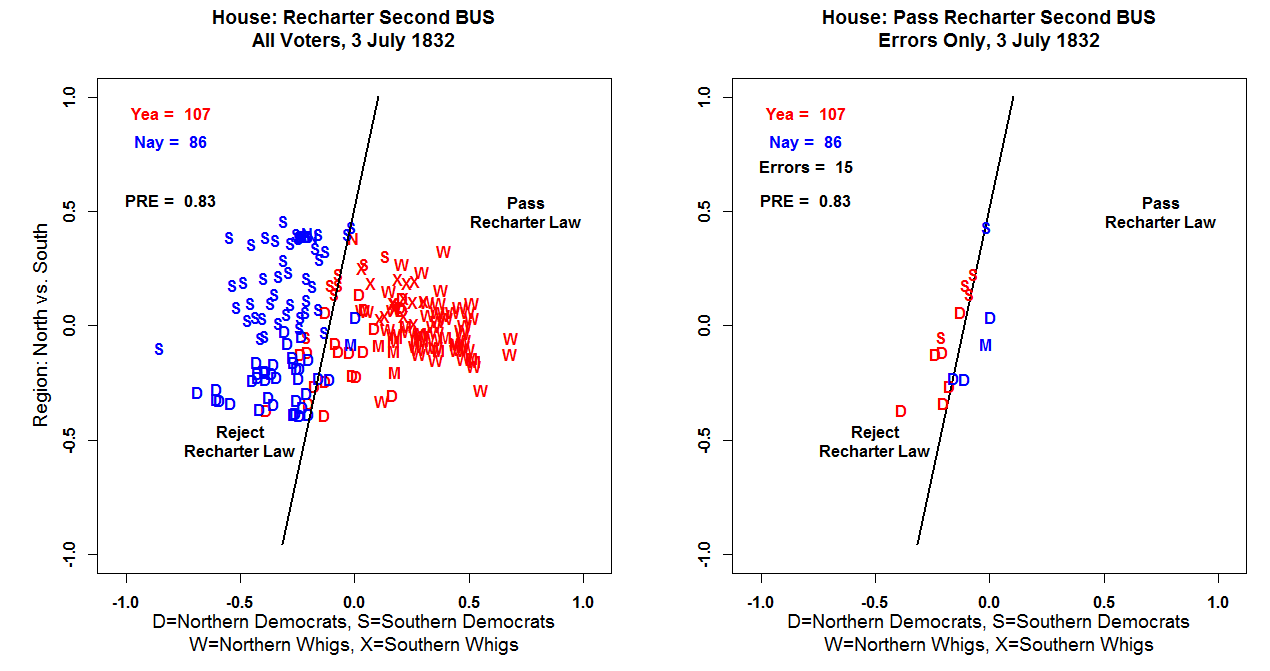 House: Recharter Second BUS
All Voters, 3 July 1832
Yea = 107
Nay = 86
PRE = 0.83
Pass
Recharter Law
Reject
Recharter Law
Region: North vs. South
1.0
0.5
0.0
-0.5
-1.0
-1.0 -0.5 0.0 0.5 1.0
D=Northern Democrats, S=Southern Democrats
W=Northern Whigs, X=Southern Whigs
House: Pass Recharter Second BUS
Errors Only, 3 July 1832
Yea = 107
Nay = 86
Errors = 15
PRE = 0.83
Pass
Recharter Law
Reject
Recharter Law
1.0
0.5
0.0
-0.5
-1.0
-1.0 -0.5 0.0 0.5 1.0
D=Northern Democrats, S=Southern Democrats
W=Northern Whigs, X=Southern Whigs